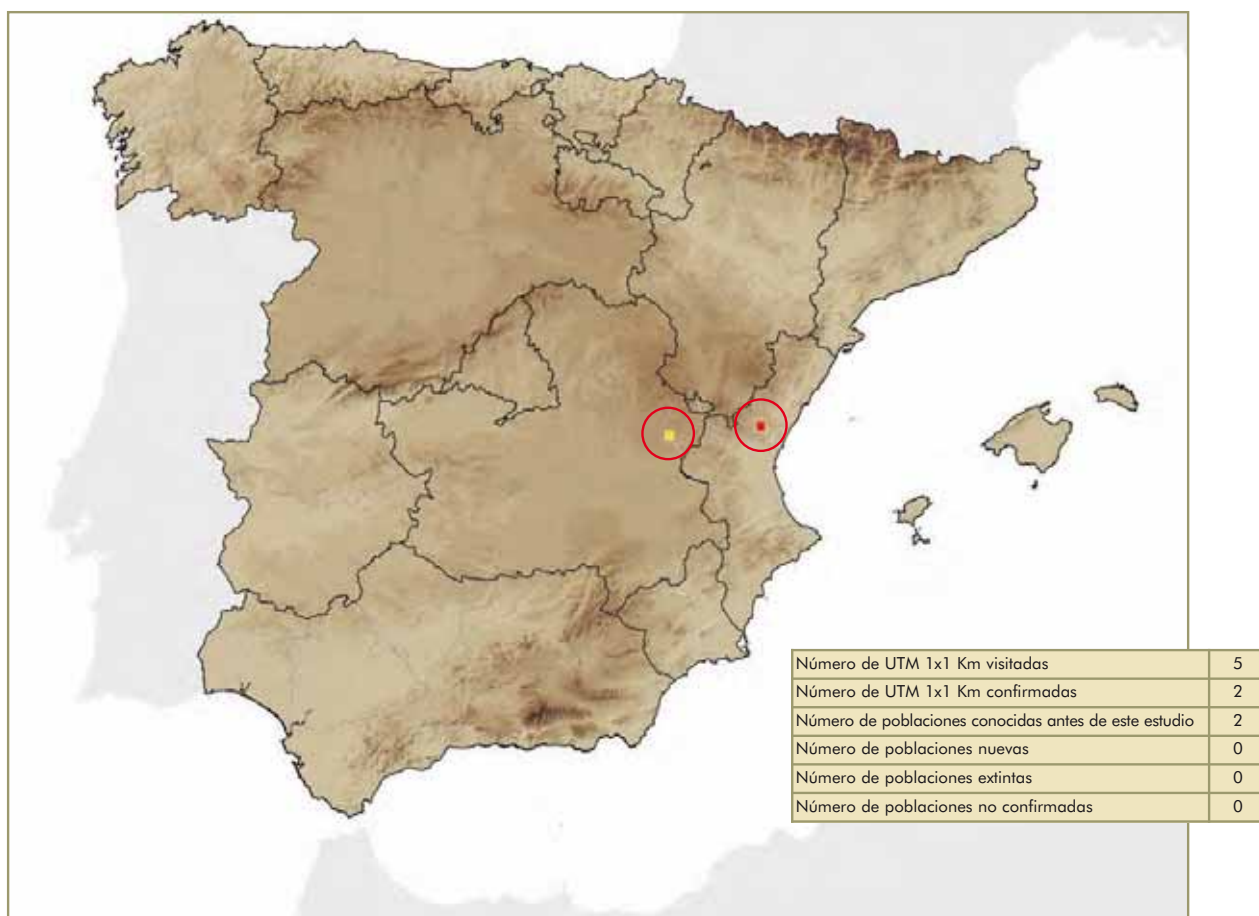 Número de UTM 1x1 Km visitadas 5
Número de UTM 1x1 Km confirmadas 2
Número de poblaciones conocidas antes de este estudio 2
Número de poblaciones nuevas 0
Número de poblaciones extintas 0
Número de poblaciones no confirmadas 0